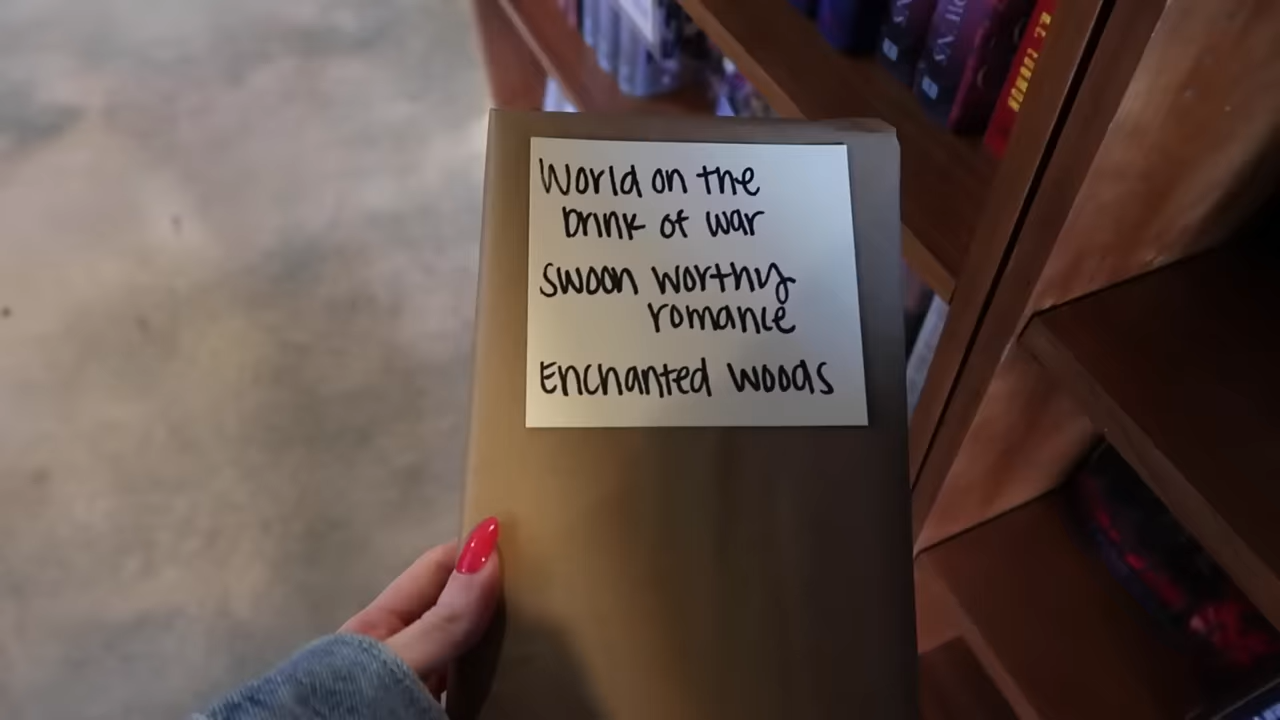 World on the
brink of war
Swoon worthy
romance
Enchanted woods